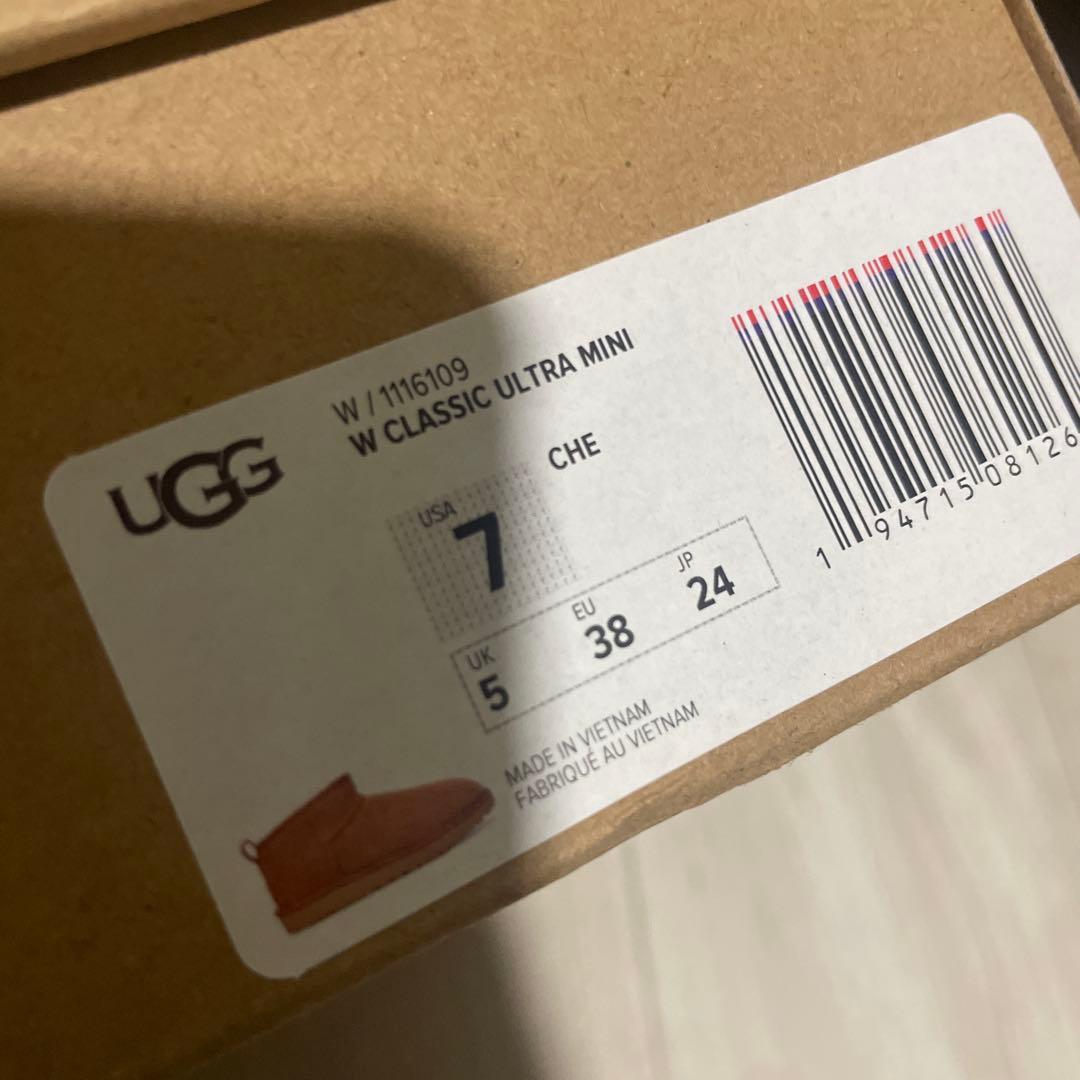 UGG
W / 1116109
W CLASSIC ULTRA MINI
CHE
USA
7
UK
5
EU
38
JP
24
MADE IN VIETNAM
FABRIQUÉ AU VIETNAM
1 94715 08126